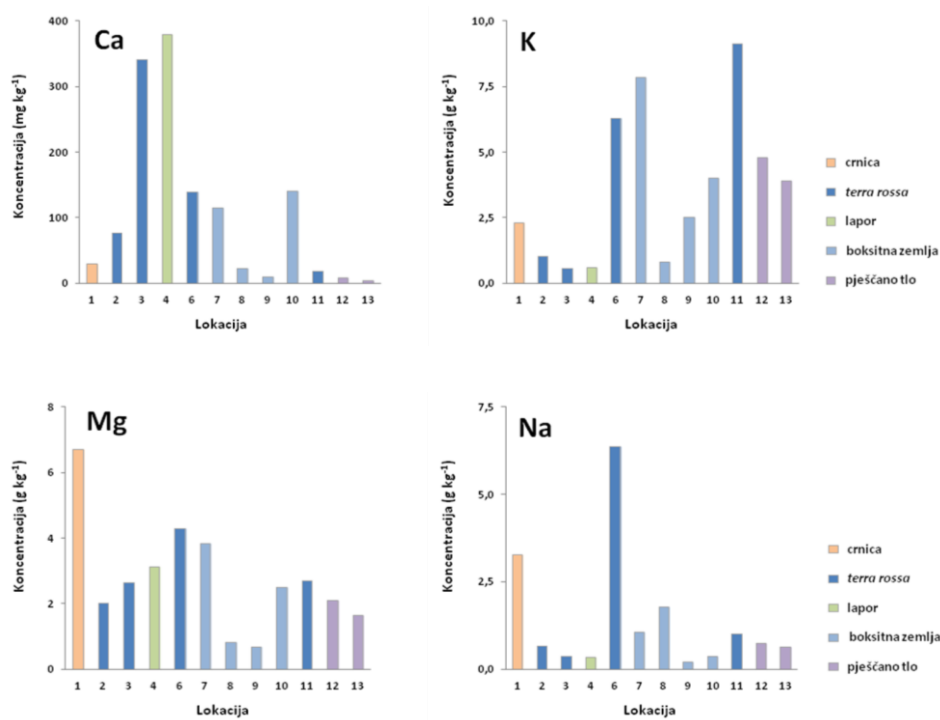 Ca
Koncentracija (mg kg⁻¹)
400
300
200
100
0
1 2 3 4 6 7 8 9 10 11 12 13
Lokacija
K
Koncentracija (g kg⁻¹)
10,0
7,5
5,0
2,5
0,0
1 2 3 4 6 7 8 9 10 11 12 13
Lokacija
crnica
terra rossa
lapor
boksitna zemlja
pješčano tlo
Mg
Koncentracija (g kg⁻¹)
8
6
4
2
0
1 2 3 4 6 7 8 9 10 11 12 13
Lokacija
Na
Koncentracija (g kg⁻¹)
7,5
5,0
2,5
0,0
1 2 3 4 6 7 8 9 10 11 12 13
Lokacija
crnica
terra rossa
lapor
boksitna zemlja
pješčano tlo